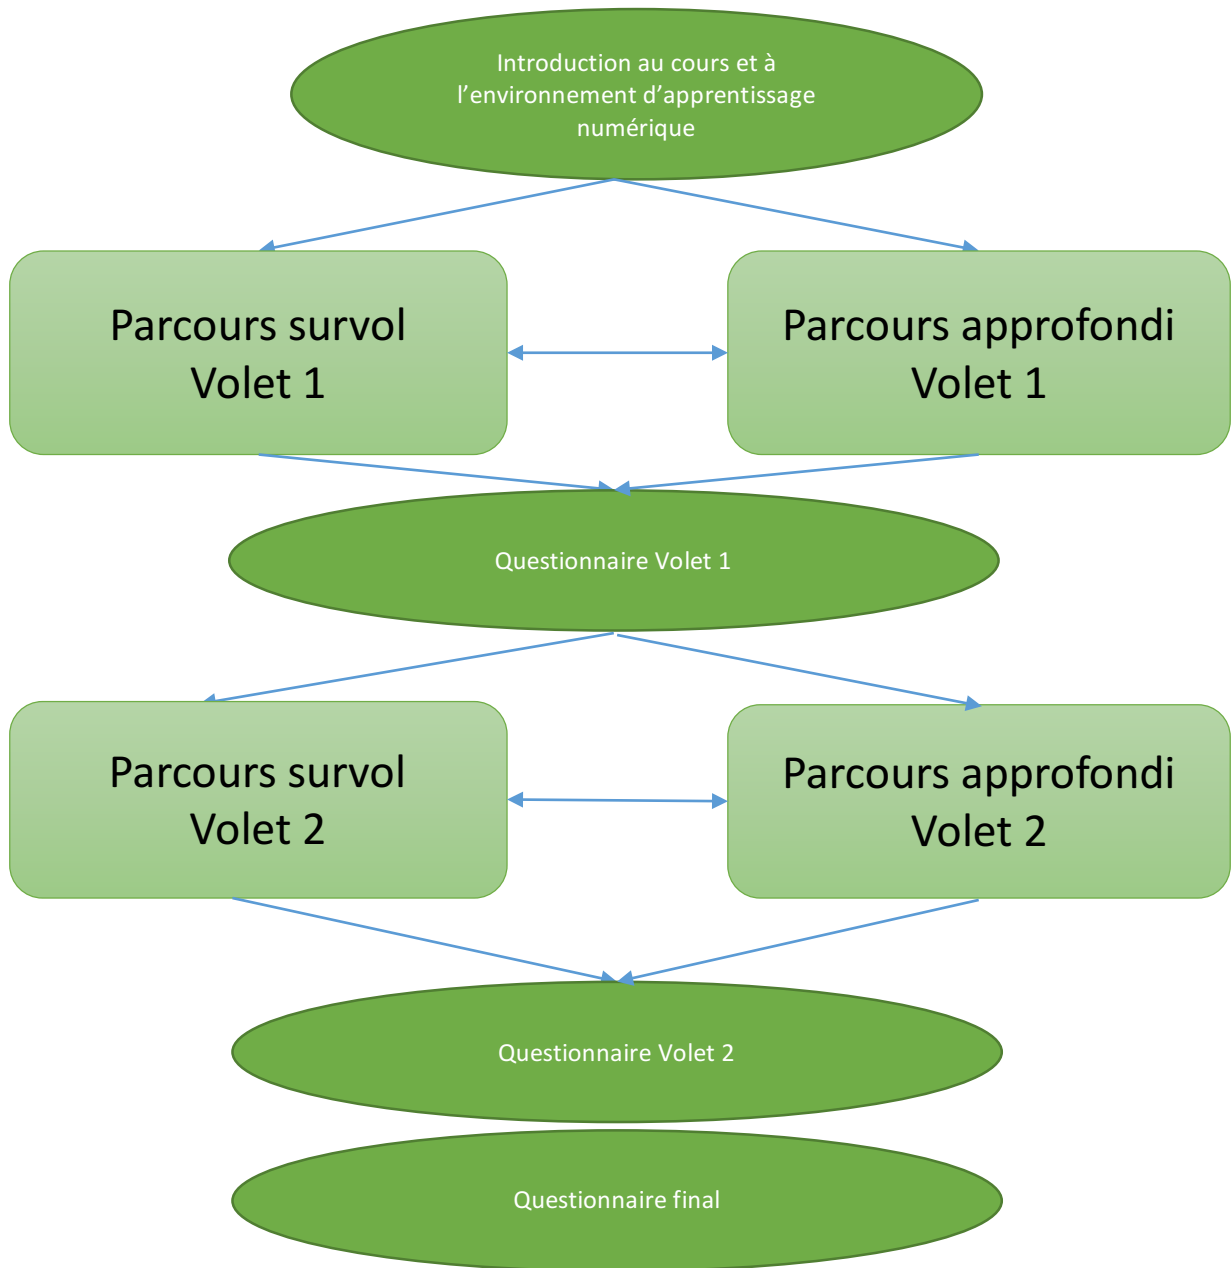 Introduction au cours et à
l’environnement d’apprentissage
numérique
Parcours survol
Volet 1
Parcours approfondi
Volet 1
Questionnaire Volet 1
Parcours survol
Volet 2
Parcours approfondi
Volet 2
Questionnaire Volet 2
Questionnaire final